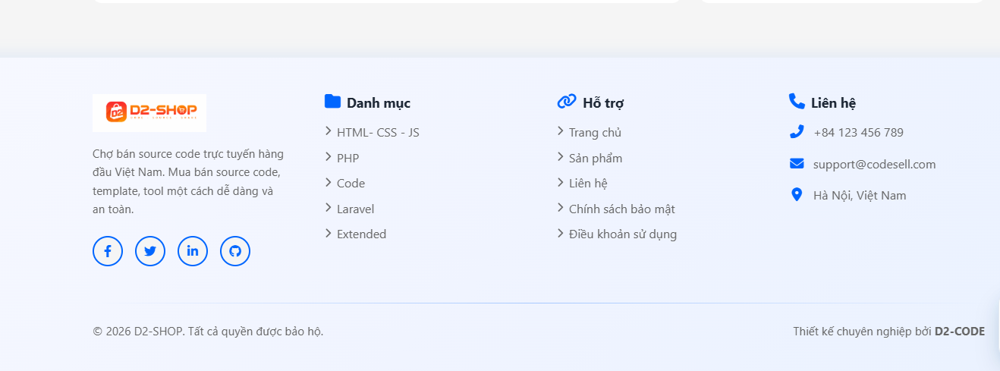 D2-SHOP
Chợ bán source code trực tuyến hàng
đầu Việt Nam. Mua bán source code,
template, tool một cách dễ dàng và
an toàn.
Danh mục
HTML- CSS - JS
PHP
Code
Laravel
Extended
Hỗ trợ
Trang chủ
Sản phẩm
Liên hệ
Chính sách bảo mật
Điều khoản sử dụng
Liên hệ
+84 123 456 789
support@codesell.com
Hà Nội, Việt Nam
© 2026 D2-SHOP. Tất cả quyền được bảo hộ.
Thiết kế chuyên nghiệp bởi D2-CODE